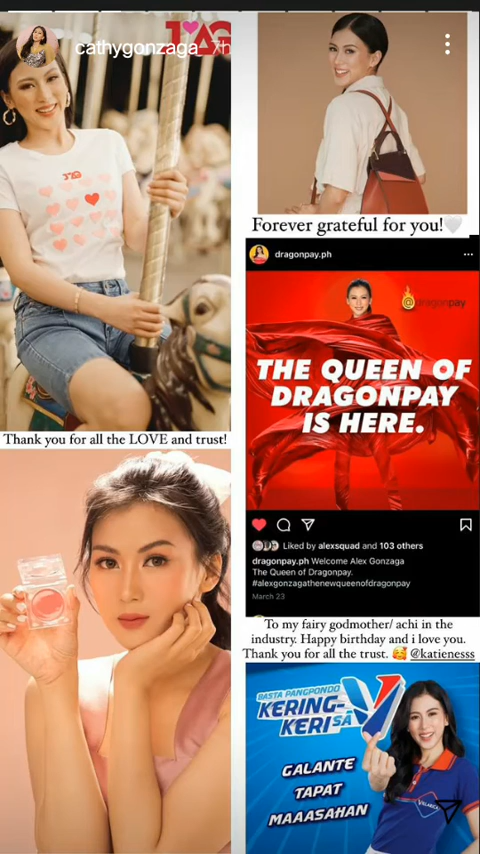 cathygonzaga 7h
JAG
J'AG
Thank you for all the LOVE and trust!
Forever grateful for you!🤍
dragonpay.ph
dragonpay
THE QUEEN OF
DRAGONPAY
IS HERE.
Liked by alexsquad and 103 others
dragonpay.ph Welcome Alex Gonzaga
The Queen of Dragonpay.
#alexgonzagathenewqueenofdragonpay
March 23
To my fairy godmother/ achi in the
industry. Happy birthday and i love you.
Thank you for all the trust. 🥰 @katienesss
BASTA PANGPONDO
KERING-
KERI SA V
GALANTE
TAPAT
MAAASAHAN